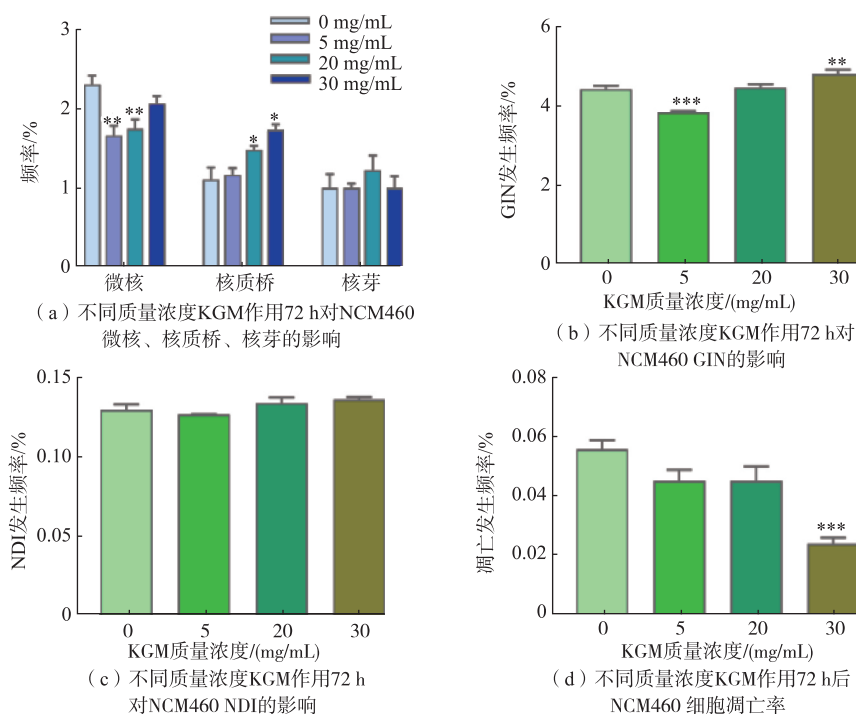 3
2
1
0
频率/%
0 mg/mL
5 mg/mL
20 mg/mL
30 mg/mL
**
**
*
*
微核
核质桥
核芽
（a）不同质量浓度KGM作用72 h对NCM460
微核、核质桥、核芽的影响
6
4
2
0
GIN发生频率/%
***
**
0
5
20
30
KGM质量浓度/(mg/mL)
（b）不同质量浓度KGM作用72 h对
NCM460 GIN的影响
0.15
0.10
0.05
0
NDI发生频率/%
0
5
20
30
KGM质量浓度/(mg/mL)
（c）不同质量浓度KGM作用72 h
对NCM460 NDI的影响
0.08
0.06
0.04
0.02
0
凋亡发生频率/%
***
0
5
20
30
KGM质量浓度/(mg/mL)
（d）不同质量浓度KGM作用72 h后
NCM460 细胞凋亡率